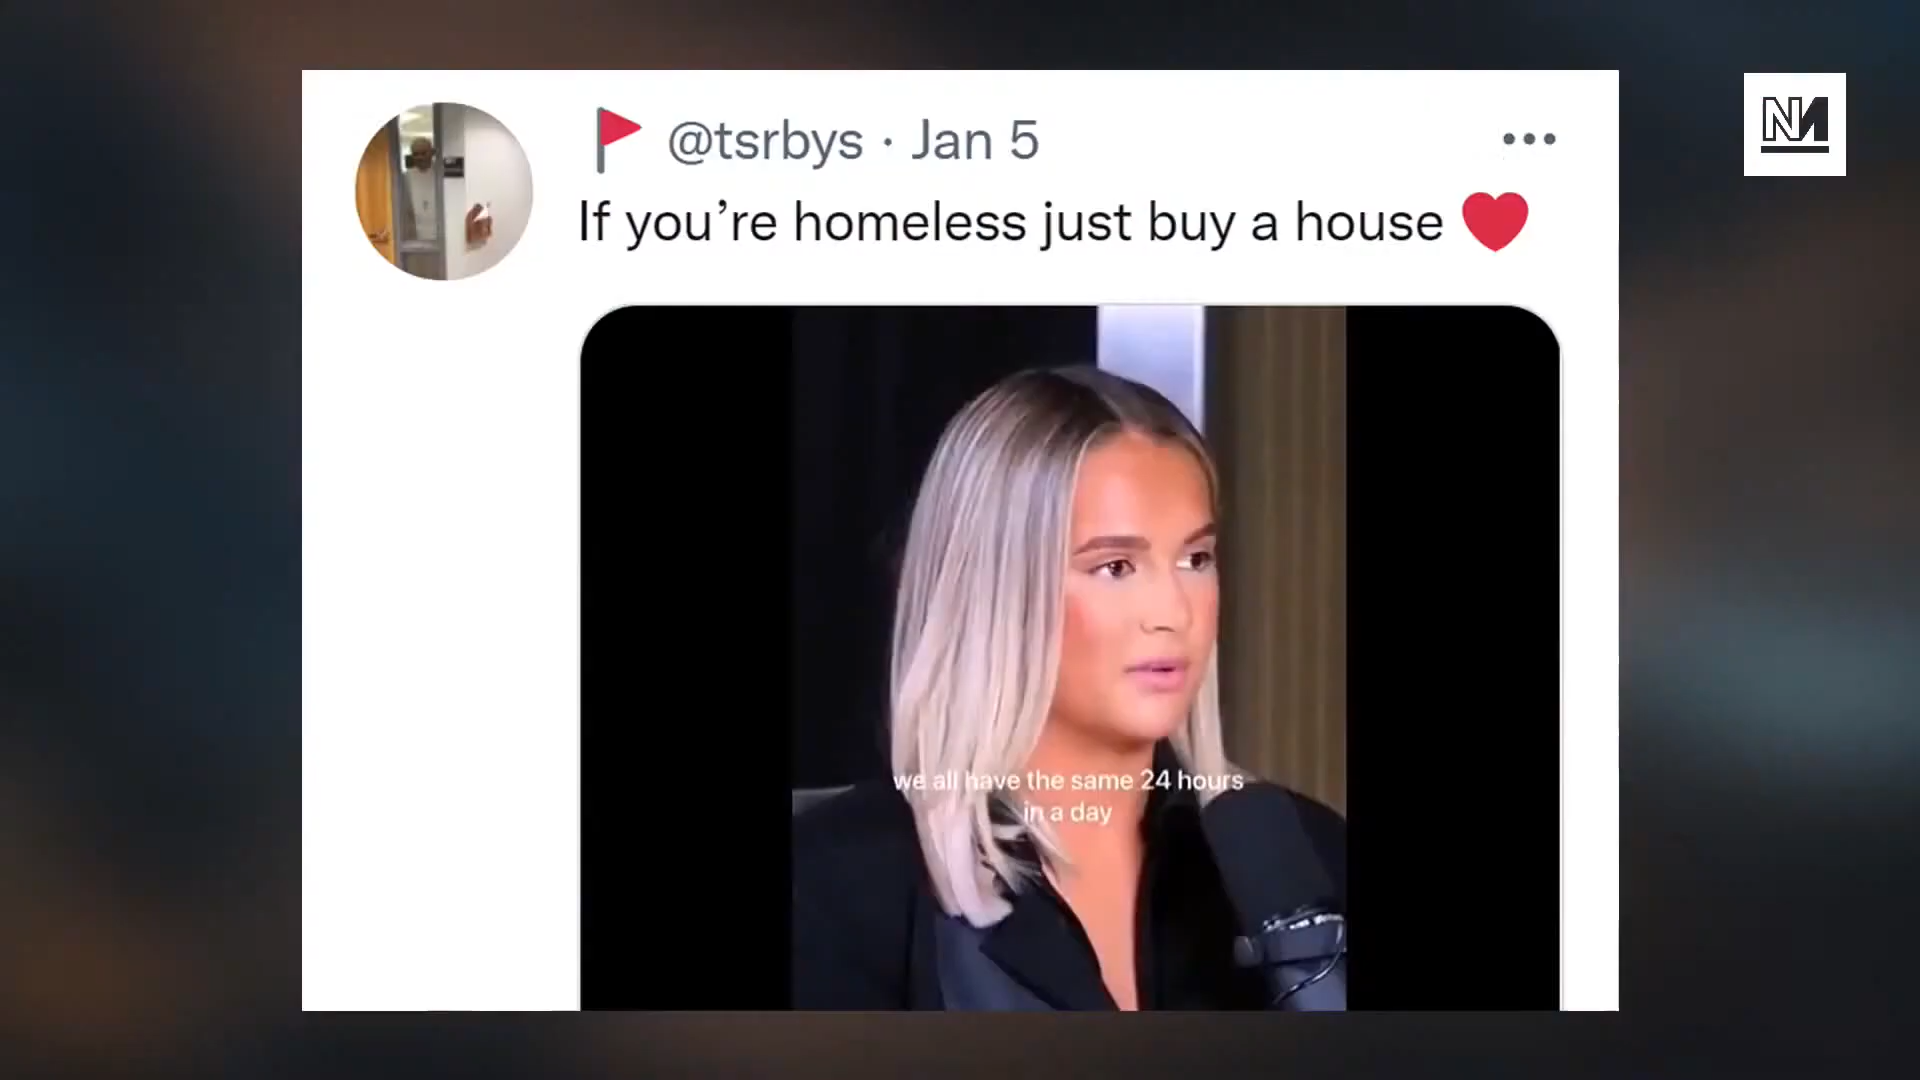 @tsrbys · Jan 5
If you’re homeless just buy a house
we all have the same 24 hours
in a day
NM